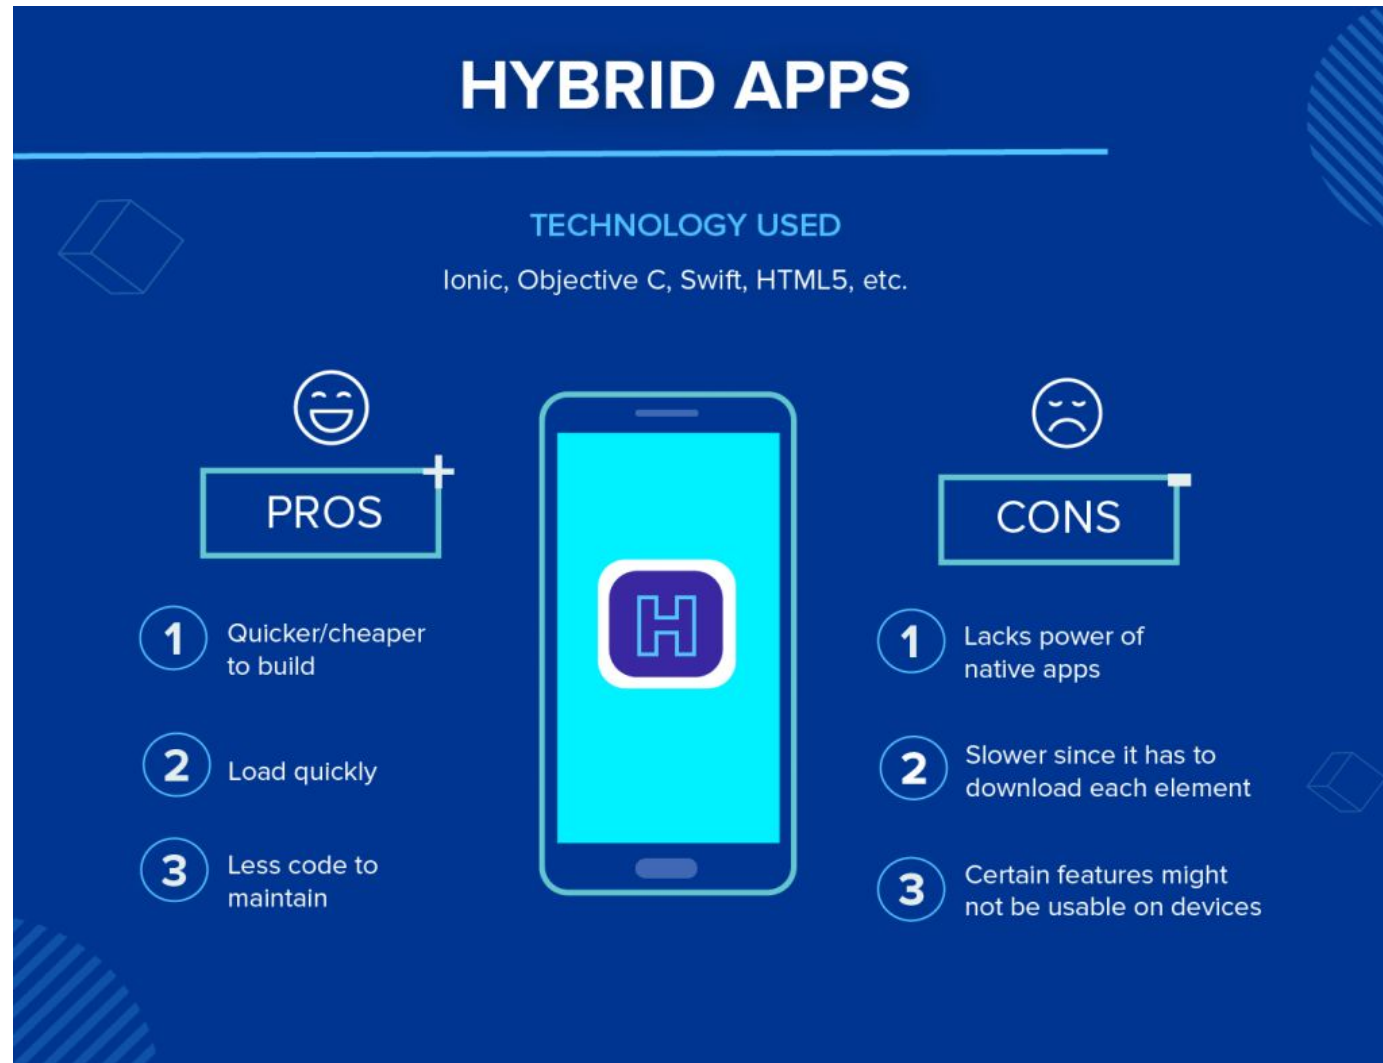 HYBRID APPS
TECHNOLOGY USED
Ionic, Objective C, Swift, HTML5, etc.
PROS
1
Quicker/cheaper
to build
2
Load quickly
3
Less code to
maintain
H
CONS
1
Lacks power of
native apps
2
Slower since it has to
download each element
3
Certain features might
not be usable on devices